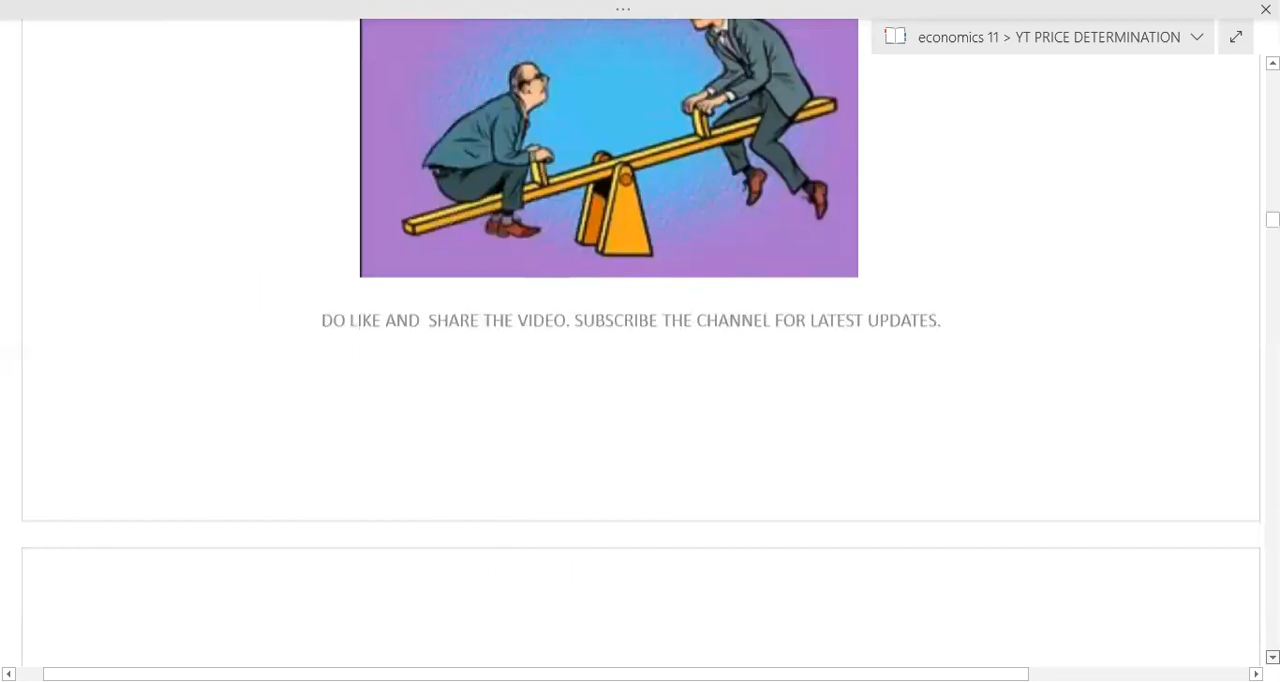 economics 11 > YT PRICE DETERMINATION
DO LIKE AND SHARE THE VIDEO. SUBSCRIBE THE CHANNEL FOR LATEST UPDATES.